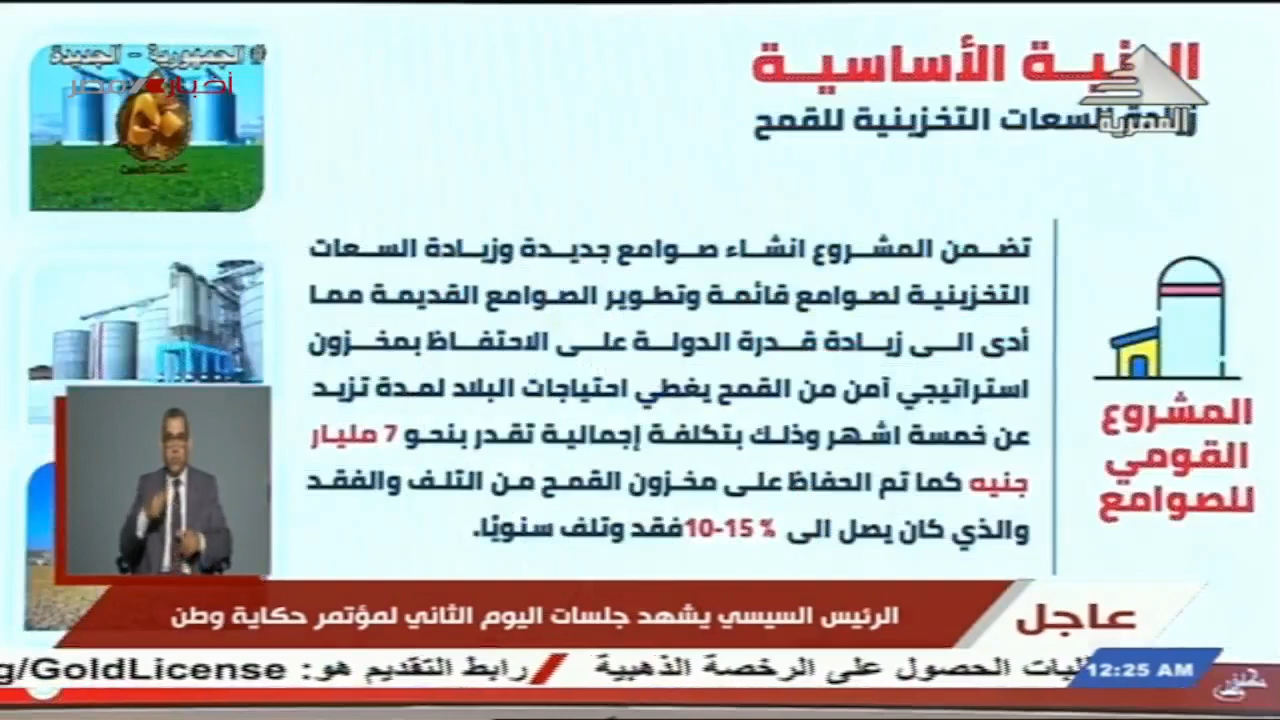 # الجمهورية - الجديدة
أخبار مصر
الأساسية
السعات التخزينية للقمح
المصرية
تضمن المشروع انشاء صوامع جديدة وزيادة السعات
التخزينية لصوامع قائمة وتطوير الصوامع القديمة مما
أدى الى زيادة قدرة الدولة على الاحتفاظ بمخزون
استراتيجي آمن من القمح يغطي احتياجات البلاد لمدة تزيد
عن خمسة اشهر وذلك بتكلفة إجمالية تقدر بنحو 7 مليار
جنيه كما تم الحفاظ على مخزون القمح من التلف والفقد
والذي كان يصل الى % 15-10 فقد وتلف سنويًا.
المشروع
القومي
للصوامع
عاجل
الرئيس السيسي يشهد جلسات اليوم الثاني لمؤتمر حكاية وطن
الحصول على الرخصة الذهبية / رابط التقديم هو: g/GoldLicense
12:25 AM